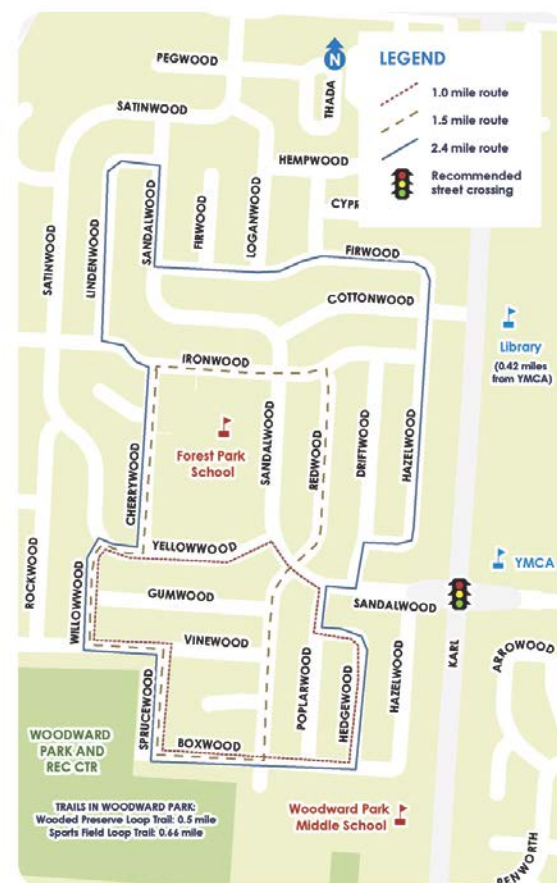 PEGWOOD
N
THADA
SATINWOOD
LEGEND
1.0 mile route
1.5 mile route
2.4 mile route
Recommended
street crossing
HEMPWOOD
CYPR
SATINWOOD
LINDENWOOD
SANDALWOOD
FIRWOOD
LOGANWOOD
FIRWOOD
COTTONWOOD
Library
(0.42 miles
from YMCA)
IRONWOOD
Forest Park
School
CHERRYWOOD
SANDALWOOD
REDWOOD
DRIFTWOOD
HAZELWOOD
YELLOWWOOD
YMCA
ROCKWOOD
WILLOWWOOD
GUMWOOD
SANDALWOOD
VINEWOOD
KARL
ARROWOOD
SPRUCEWOOD
POPLARWOOD
HEDGEWOOD
HAZELWOOD
BOXWOOD
WOODWARD
PARK AND
REC CTR
TRAILS IN WOODWARD PARK:
Wooded Preserve Loop Trail: 0.5 mile
Sports Field Loop Trail: 0.66 mile
Woodward Park
Middle School
PENWORTH